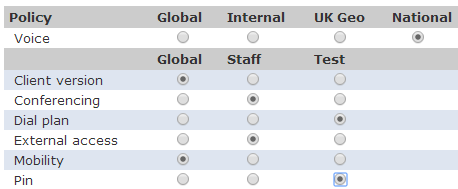 Policy Global Internal UK Geo National
Voice
Global Staff Test
Client version
Conferencing
Dial plan
External access
Mobility
Pin